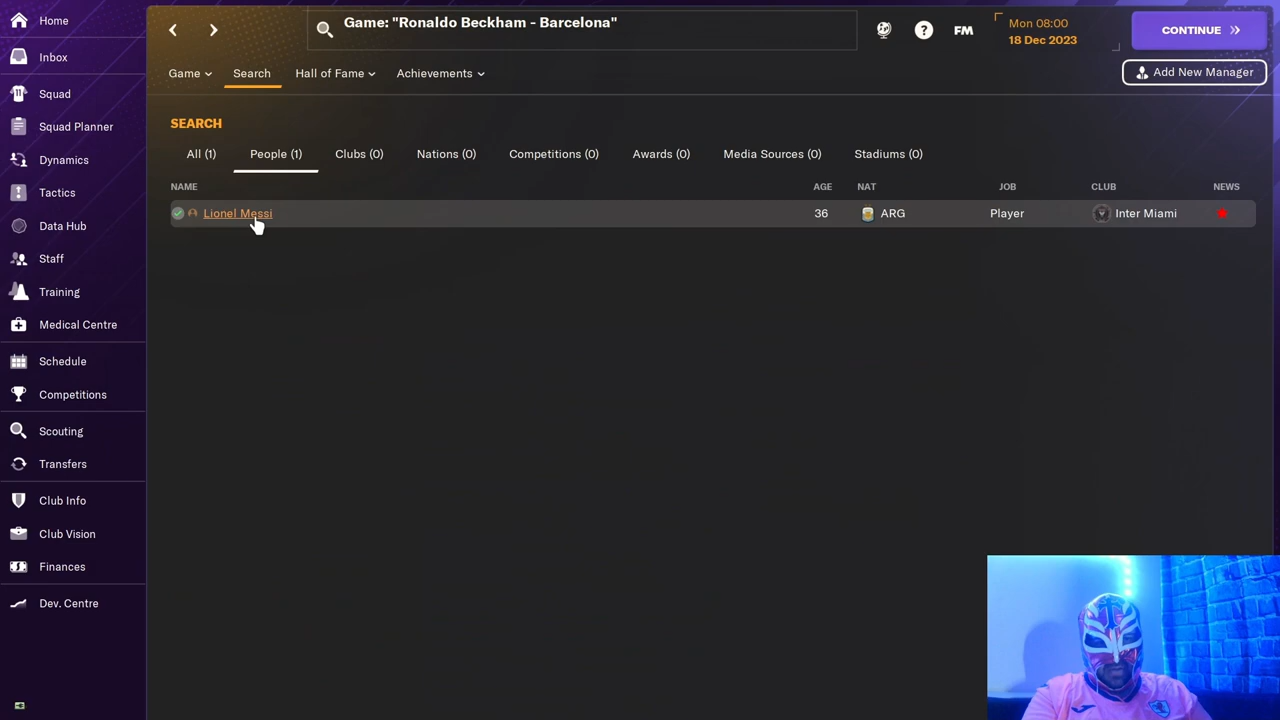 Home
Inbox
Squad
Squad Planner
Dynamics
Tactics
Data Hub
Staff
Training
Medical Centre
Schedule
Competitions
Scouting
Transfers
Club Info
Club Vision
Finances
Dev. Centre
Game: "Ronaldo Beckham - Barcelona"
? FM
Mon 08:00
18 Dec 2023
CONTINUE
Game Search Hall of Fame Achievements
Add New Manager
SEARCH
All (1) People (1) Clubs (0) Nations (0) Competitions (0) Awards (0) Media Sources (0) Stadiums (0)
NAME AGE NAT JOB CLUB NEWS
Lionel Messi 36 ARG Player Inter Miami